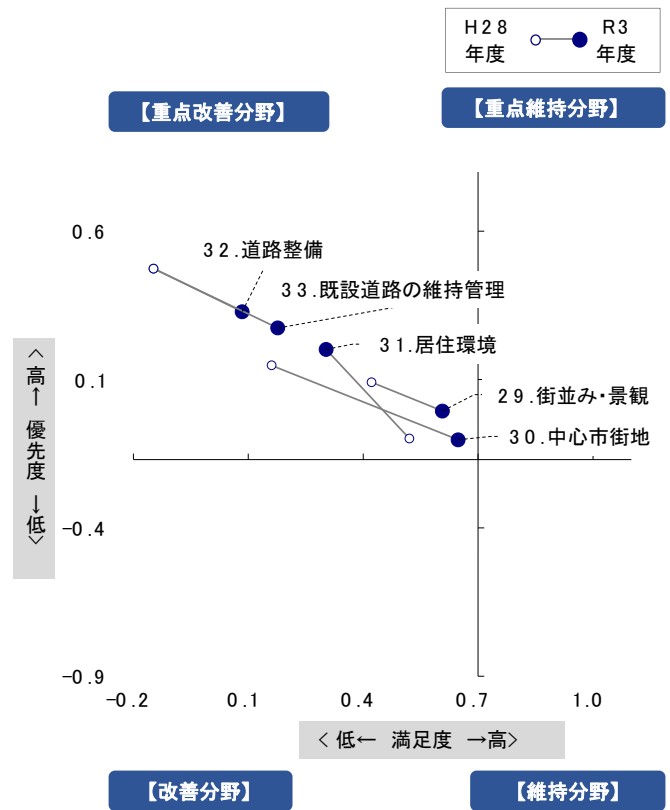 H28
年度
R3
年度
【重点改善分野】
【重点維持分野】
0.6
32.道路整備
33.既設道路の維持管理
31.居住環境
0.1
29.街並み・景観
30.中心市街地
<高↑ 優先度 ↓低>
-0.4
-0.9
-0.2
0.1
0.4
0.7
1.0
<低← 満足度 →高>
【改善分野】
【維持分野】